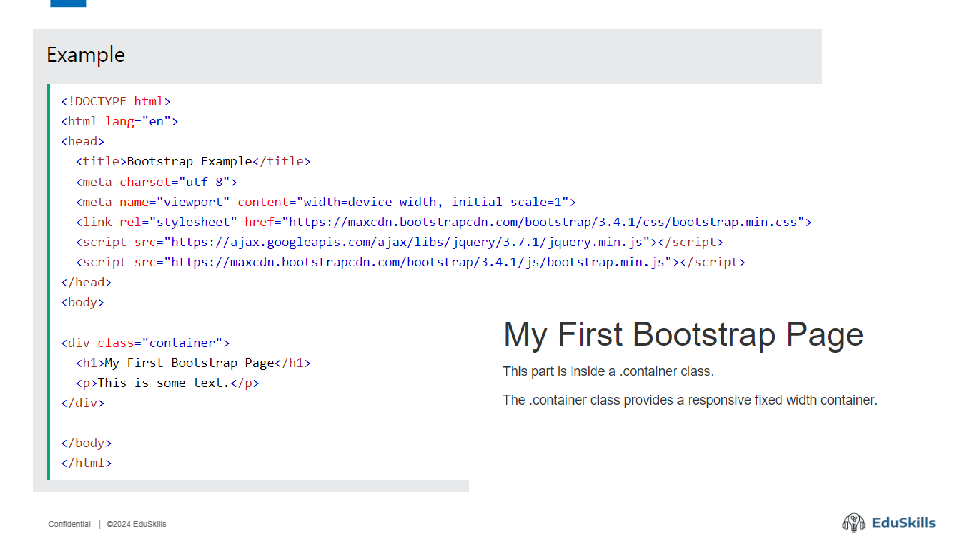 Example
<!DOCTYPE html>
<html lang="en">
<head>
<title>Bootstrap Example</title>
<meta charset="utf 8">
<meta name="viewport" content="width=device width, initial scale=1">
<link rel="stylesheet" href="https://maxcdn.bootstrapcdn.com/bootstrap/3.4.1/css/bootstrap.min.css">
<script src="https://ajax.googleapis.com/ajax/libs/jquery/3.7.1/jquery.min.js"></script>
<script src="https://maxcdn.bootstrapcdn.com/bootstrap/3.4.1/js/bootstrap.min.js"></script>
</head>
<body>
<div class="container">
<h1>My First Bootstrap Page</h1>
<p>This is some text.</p>
</div>
</body>
</html>
My First Bootstrap Page
This part is inside a .container class.
The .container class provides a responsive fixed width container.
Confidential | ©2024 EduSkills
EduSkills